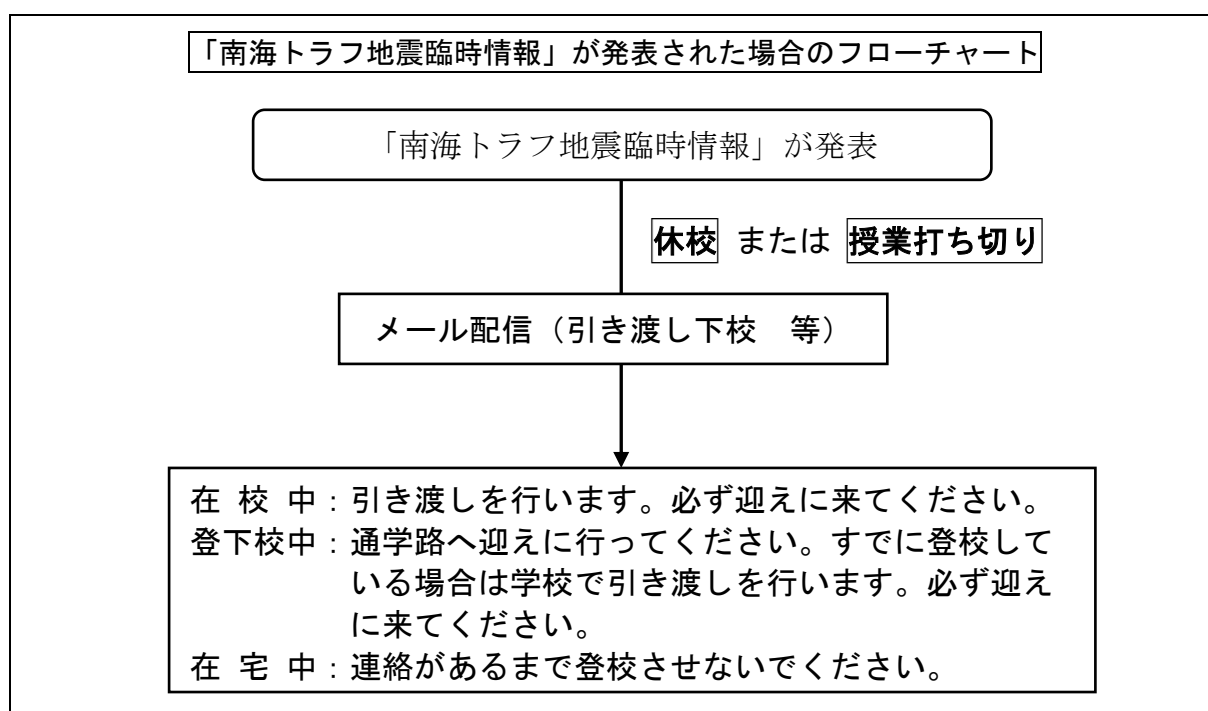 「南海トラフ地震臨時情報」が発表された場合のフローチャート
「南海トラフ地震臨時情報」が発表
休校 または 授業打ち切り
メール配信（引き渡し下校　等）
在 校 中：引き渡しを行います。必ず迎えに来てください。
登下校中：通学路へ迎えに行ってください。すでに登校して
いる場合は学校で引き渡しを行います。必ず迎え
に来てください。
在 宅 中：連絡があるまで登校させないでください。